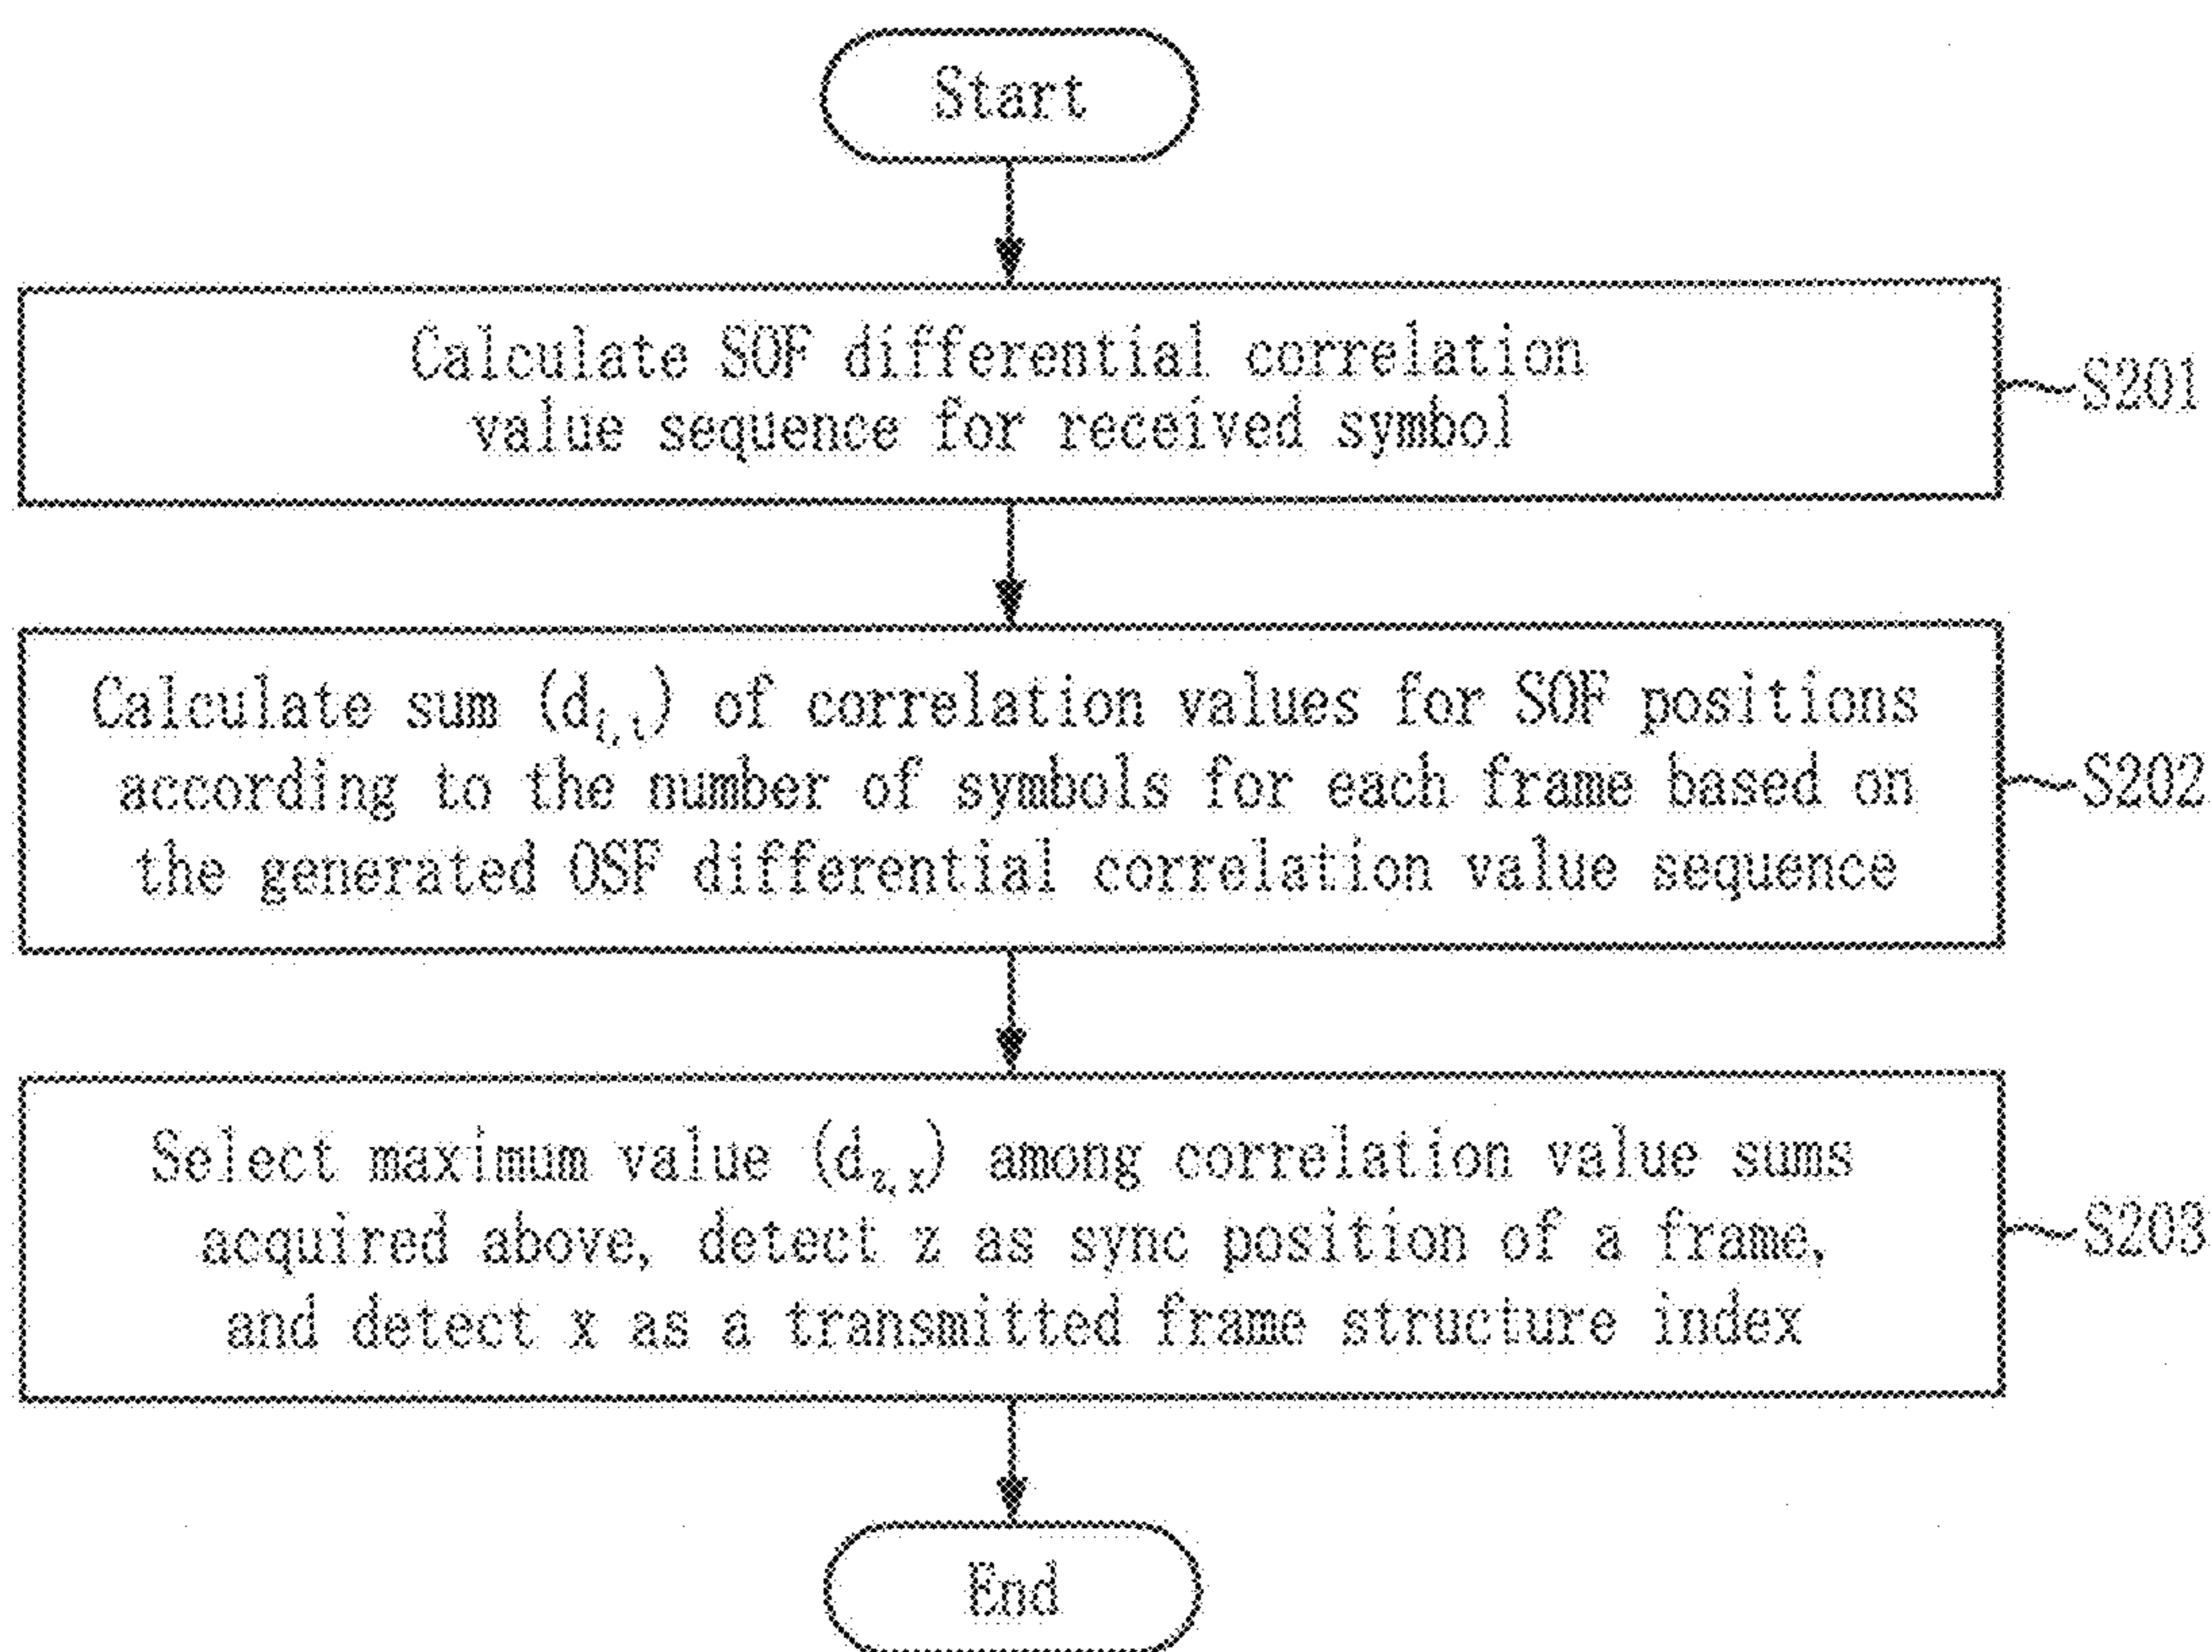 Start
Calculate SOF differential correlation
value sequence for received symbol
S201
Calculate sum (d_{i,i}) of correlation values for SOF positions
according to the number of symbols for each frame based on
the generated OSF differential correlation value sequence
S202
Select maximum value (d_{z,x}) among correlation value sums
acquired above, detect z as sync position of a frame,
and detect x as a transmitted frame structure index
S203
End